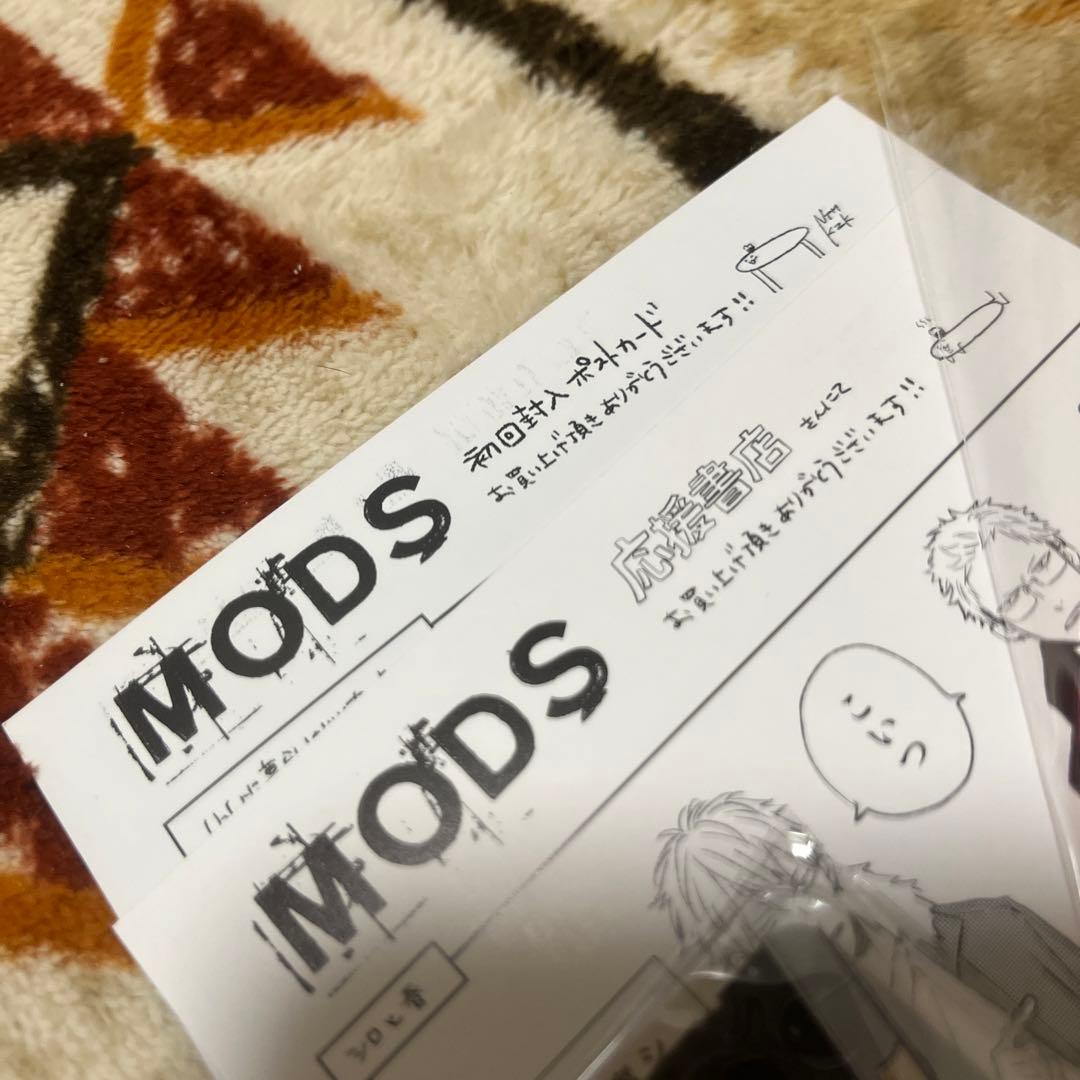 MODS
初回封入 ポストカード
お買い上げ頂きありがとうございます!!
MODS
応援書店 さんにて
お買い上げ頂きありがとうございます!!
こいつ
シロと春